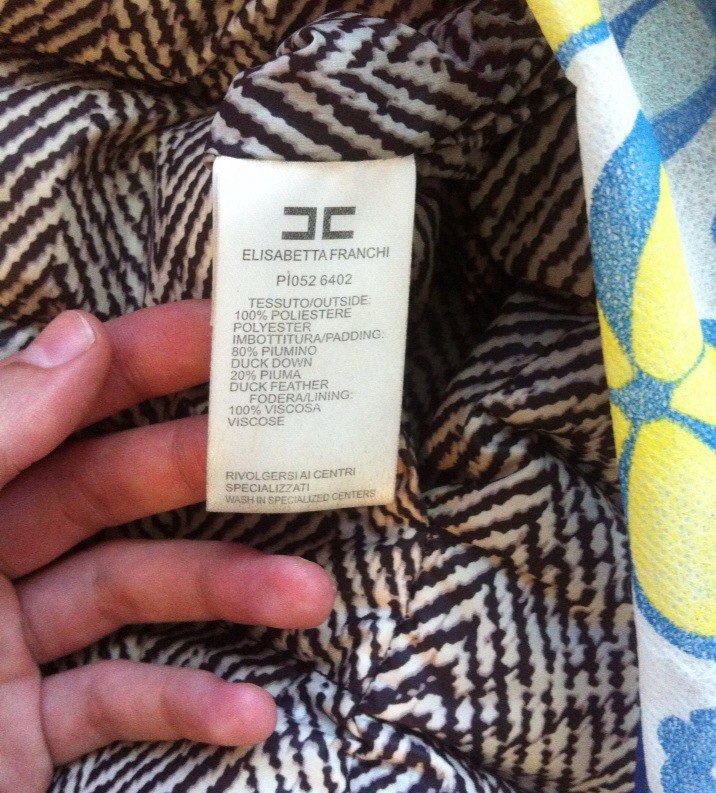 ELISABETTA FRANCHI
PI052 6402
TESSUTO/OUTSIDE:
100% POLIESTERE
POLYESTER
IMBOTTITURA/PADDING:
80% PIUMINO
DUCK DOWN
20% PIUMA
DUCK FEATHER
FODERA/LINING:
100% VISCOSA
VISCOSE
RIVOLGERSI AI CENTRI
SPECIALIZZATI
WASH IN SPECIALIZED CENTERS